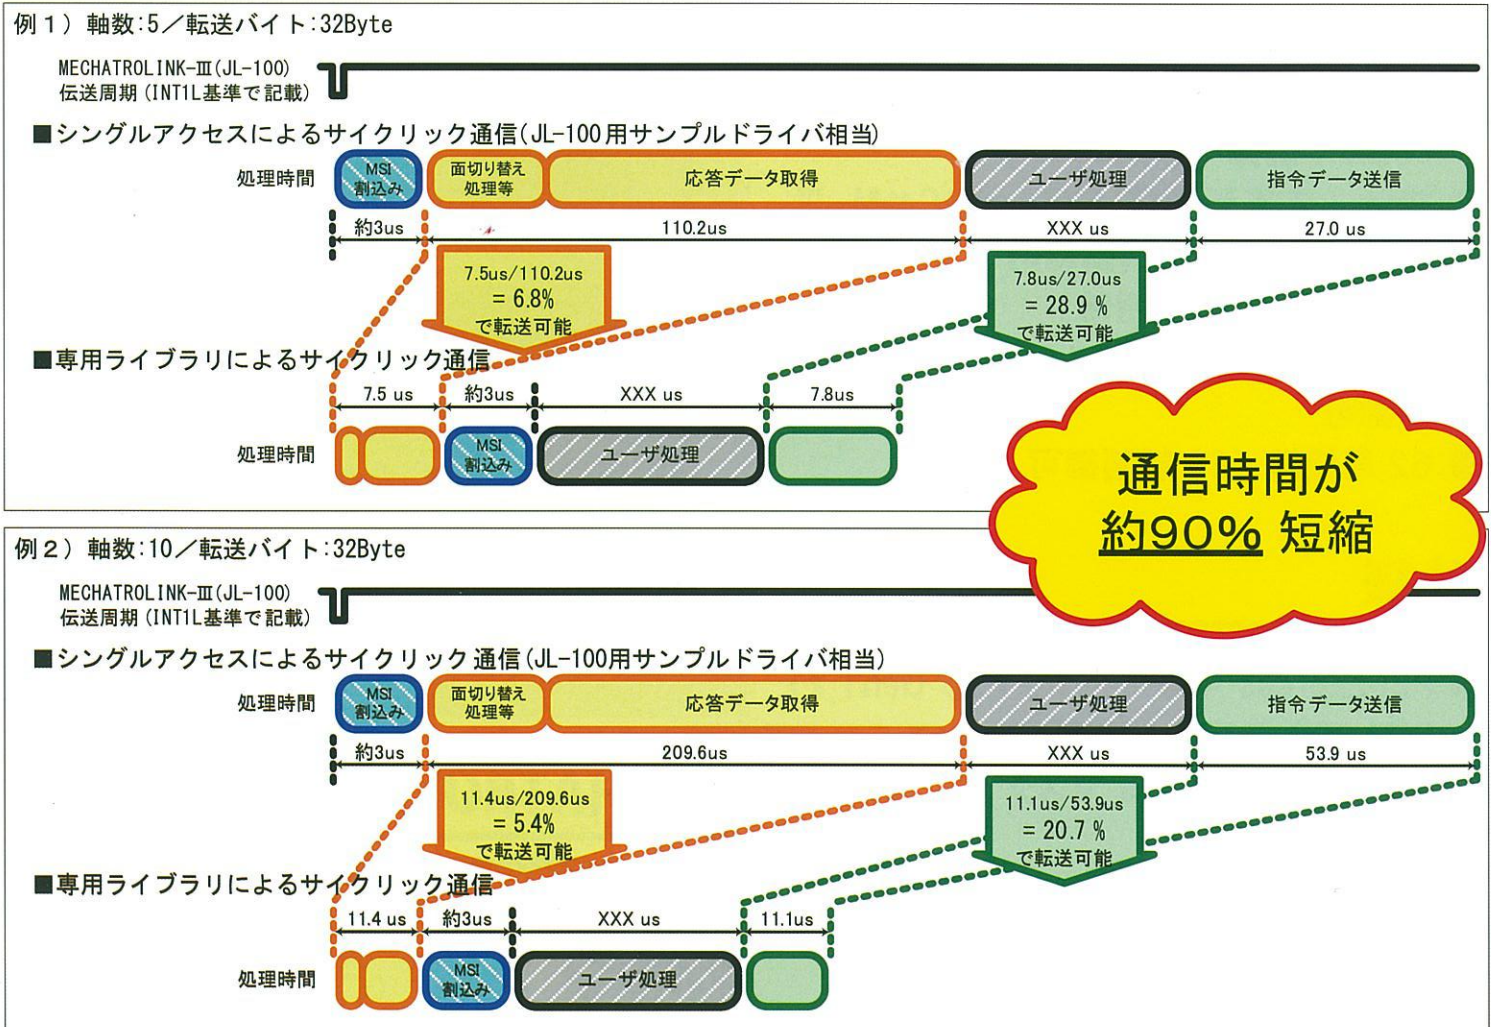 例1）軸数:5／転送バイト:32Byte
MECHATROLINK-Ⅲ(JL-100)
伝送周期(INT1L基準で記載)
■シングルアクセスによるサイクリック通信(JL-100用サンプルドライバ相当)
処理時間
MSI
割込み
面切り替え
処理等
応答データ取得
ユーザ処理
指令データ送信
約3us
110.2us
XXX us
27.0 us
7.5us/110.2us
= 6.8%
で転送可能
7.8us/27.0us
= 28.9 %
で転送可能
■専用ライブラリによるサイクリック通信
7.5 us
約3us
XXX us
7.8us
処理時間
MSI
割込み
ユーザ処理
通信時間が
約90% 短縮
例2）軸数:10／転送バイト:32Byte
MECHATROLINK-Ⅲ(JL-100)
伝送周期(INT1L基準で記載)
■シングルアクセスによるサイクリック通信(JL-100用サンプルドライバ相当)
処理時間
MSI
割込み
面切り替え
処理等
応答データ取得
ユーザ処理
指令データ送信
約3us
209.6us
XXX us
53.9 us
11.4us/209.6us
= 5.4%
で転送可能
11.1us/53.9us
= 20.7 %
で転送可能
■専用ライブラリによるサイクリック通信
11.4 us
約3us
XXX us
11.1us
処理時間
MSI
割込み
ユーザ処理